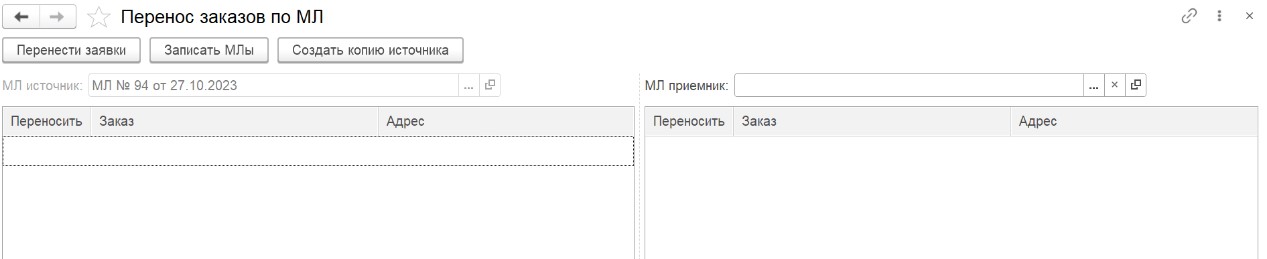 Перенос заказов по МЛ
Перенести заявки Записать МЛы Создать копию источника
МЛ источник: МЛ № 94 от 27.10.2023 ... МЛ приемник: ... ×
Переносить Заказ Адрес Переносить Заказ Адрес